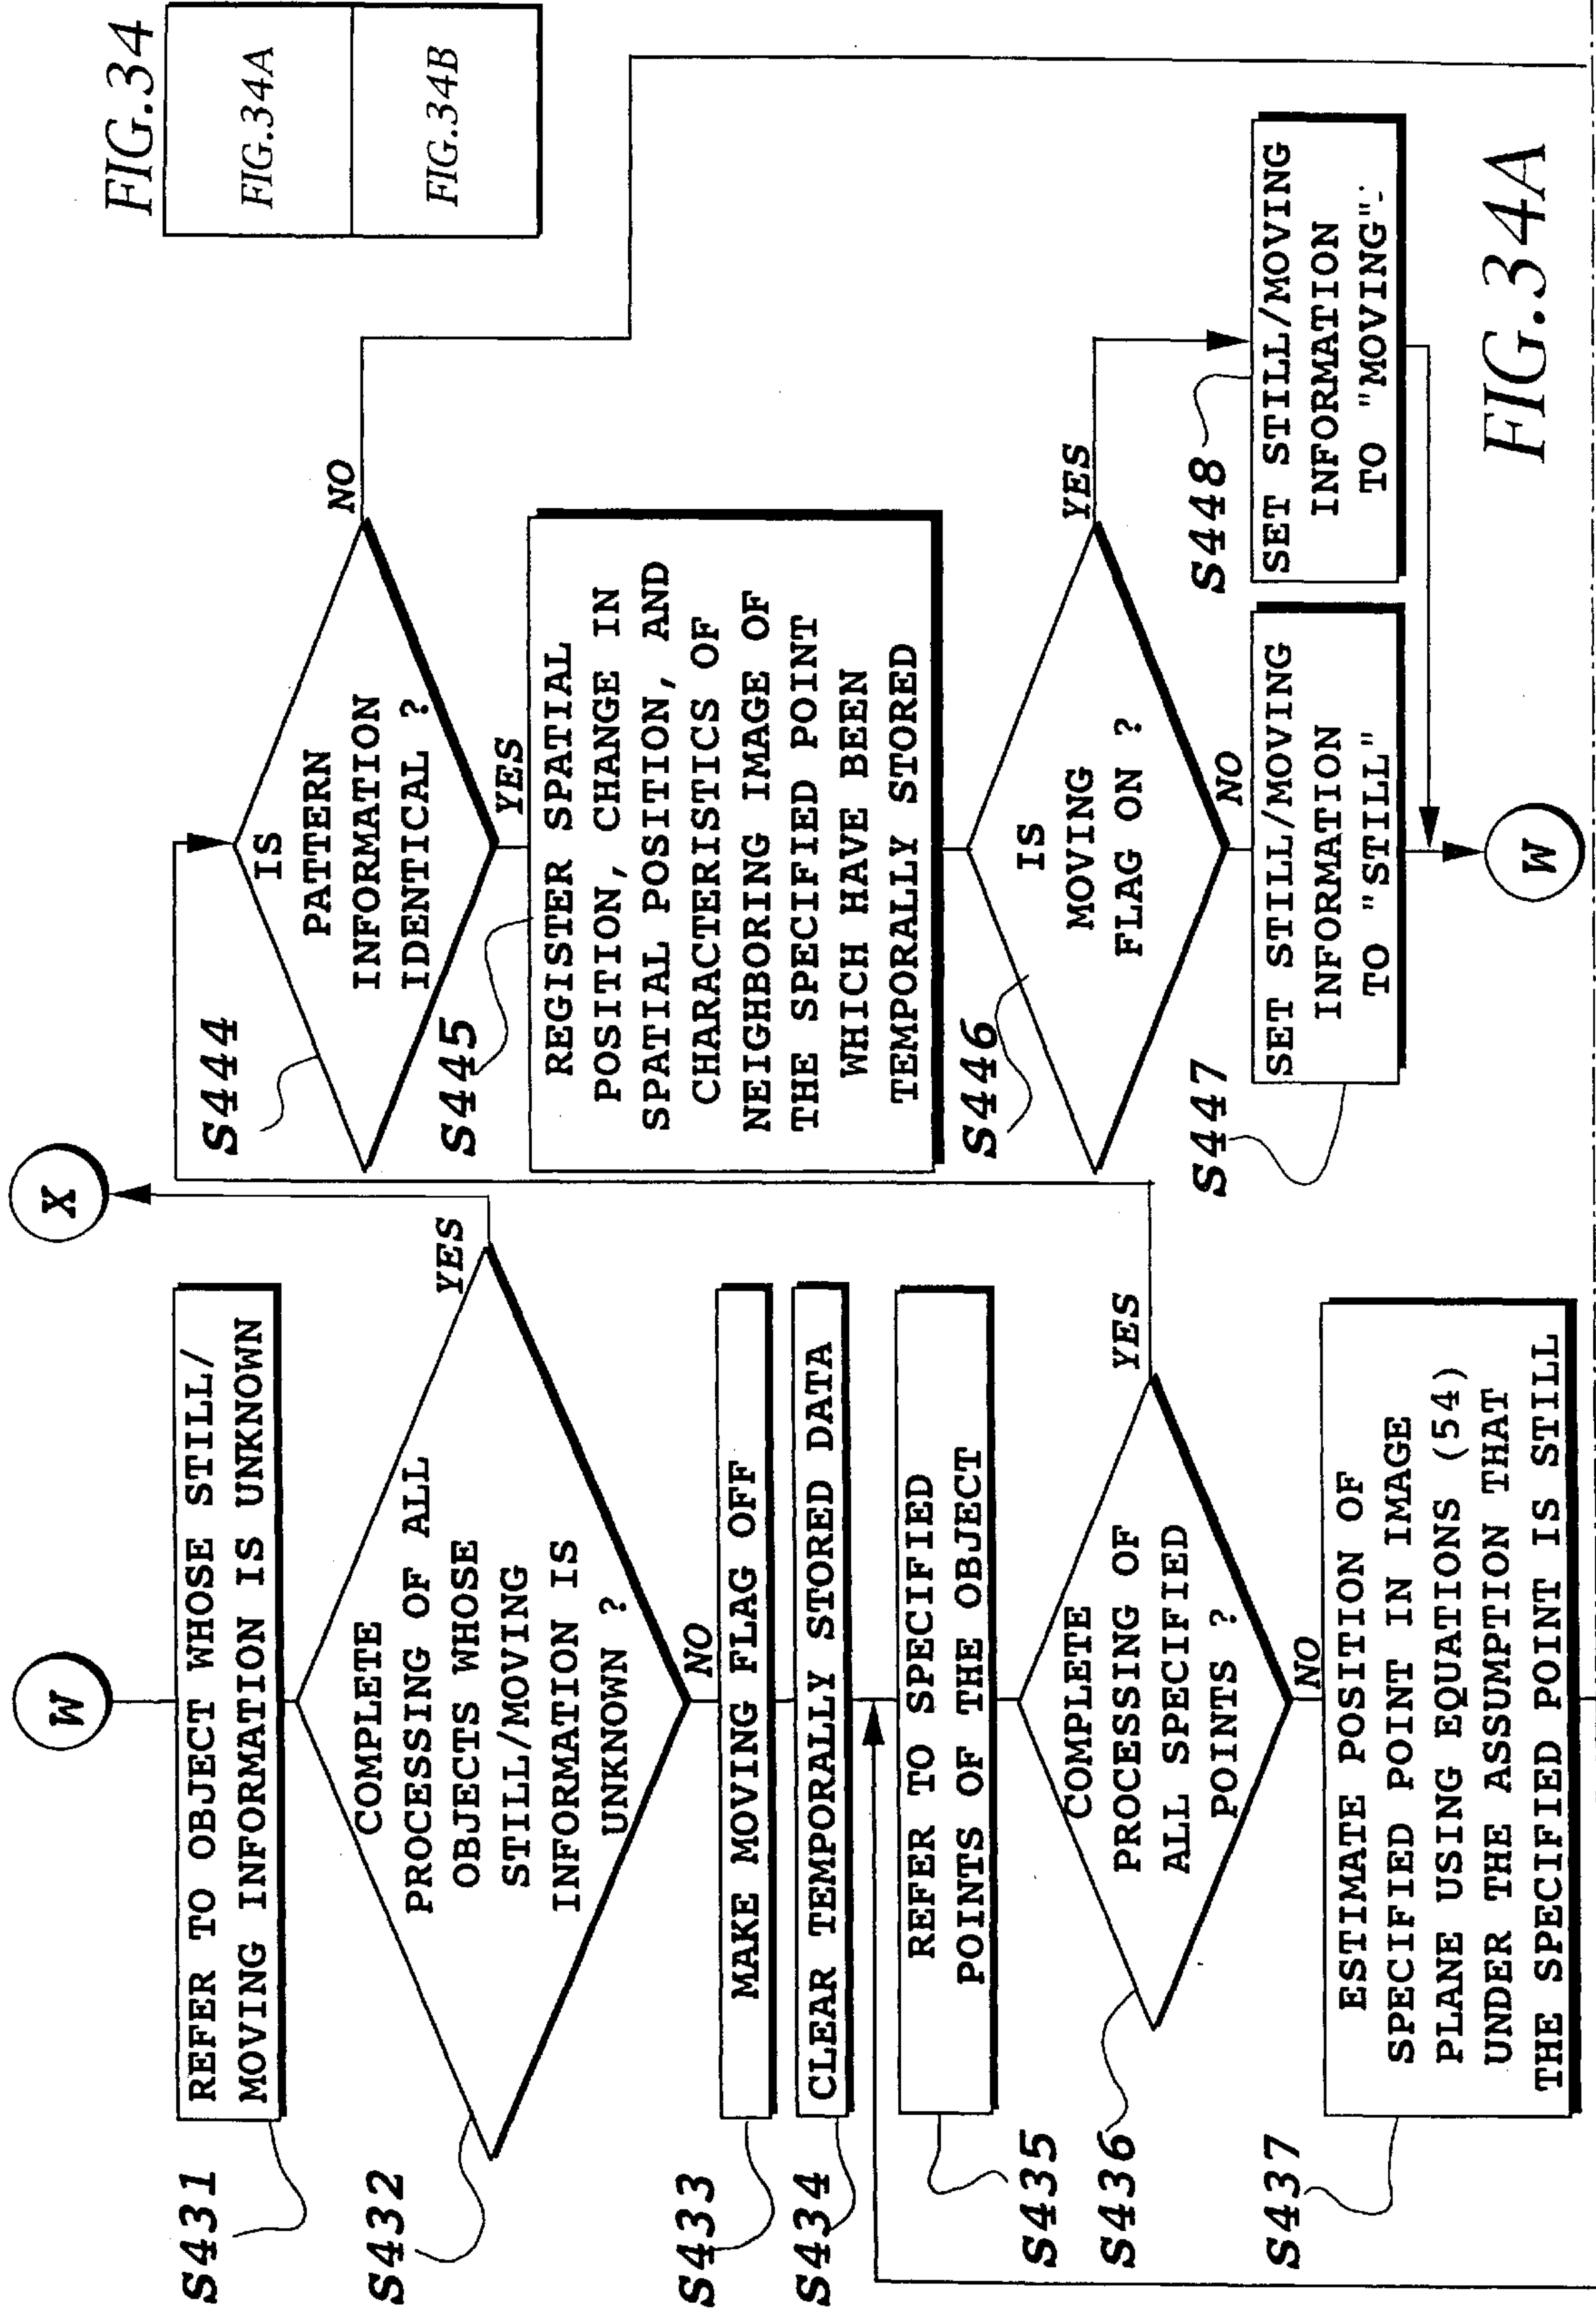 FIG.34
FIG.34A
FIG.34B
W
S431
REFER TO OBJECT WHOSE STILL/
MOVING INFORMATION IS UNKNOWN
S432
COMPLETE
PROCESSING OF ALL
OBJECTS WHOSE
STILL/MOVING
INFORMATION IS
UNKNOWN ?
YES
X
NO
S433
MAKE MOVING FLAG OFF
S434
CLEAR TEMPORALLY STORED DATA
S435
REFER TO SPECIFIED
POINTS OF THE OBJECT
S436
COMPLETE
PROCESSING OF
ALL SPECIFIED
POINTS ?
YES
NO
S437
ESTIMATE POSITION OF
SPECIFIED POINT IN IMAGE
PLANE USING EQUATIONS (54)
UNDER THE ASSUMPTION THAT
THE SPECIFIED POINT IS STILL
S444
IS
PATTERN
INFORMATION
IDENTICAL ?
NO
YES
S445
REGISTER SPATIAL
POSITION, CHANGE IN
SPATIAL POSITION, AND
CHARACTERISTICS OF
NEIGHBORING IMAGE OF
THE SPECIFIED POINT
WHICH HAVE BEEN
TEMPORALLY STORED
S446
IS
MOVING
FLAG ON ?
YES
NO
S447
SET STILL/MOVING
INFORMATION
TO "STILL"
S448
SET STILL/MOVING
INFORMATION
TO "MOVING"
W
FIG.34A